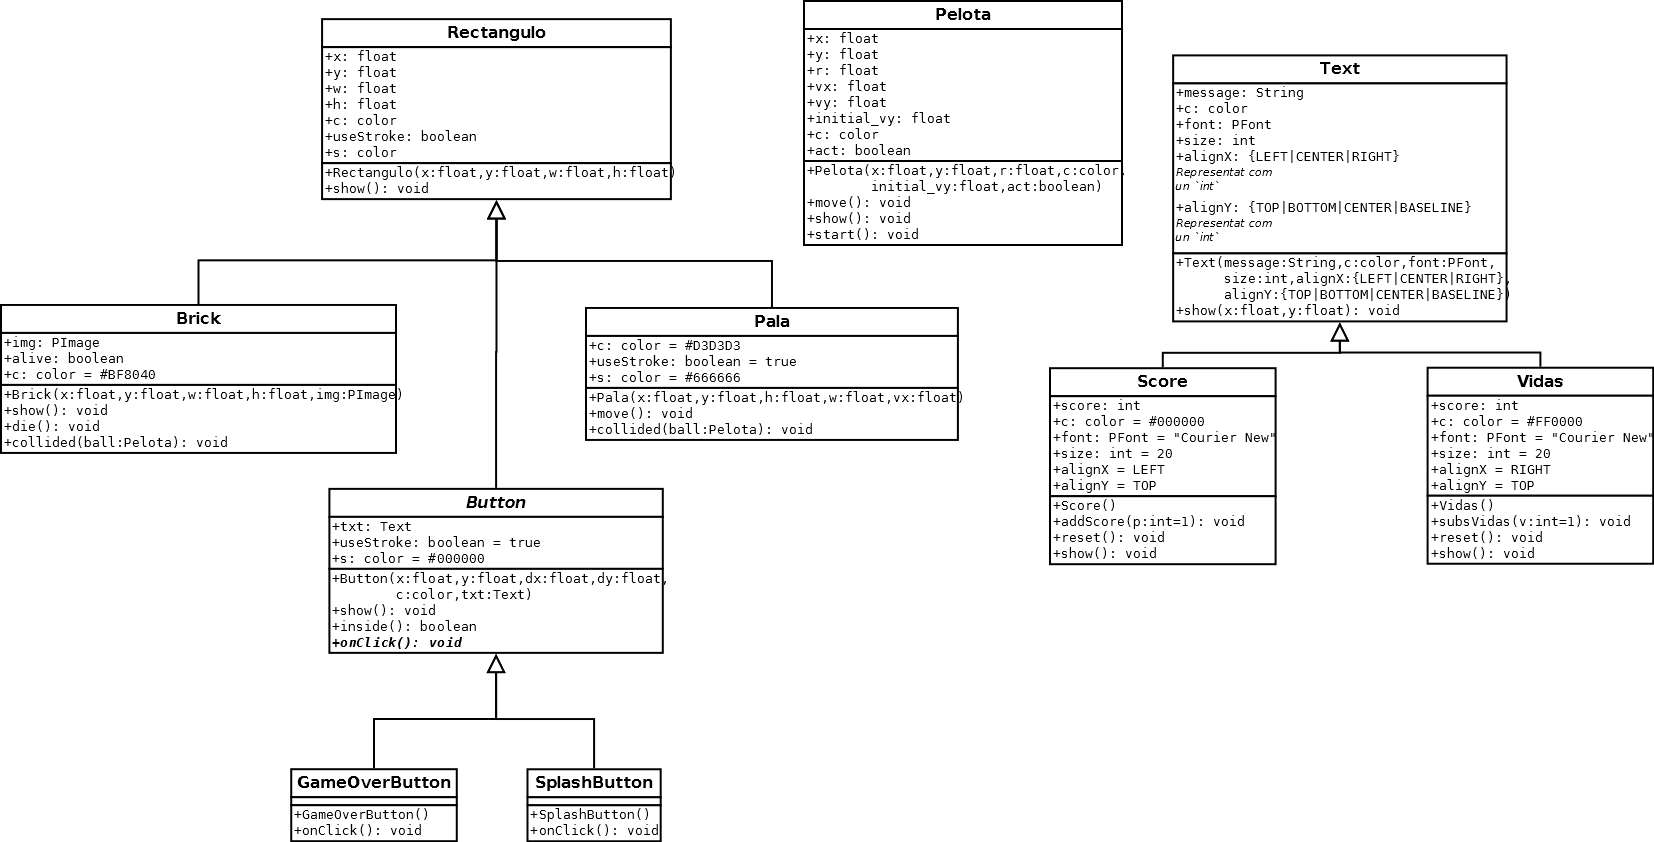 Rectangulo
+x: float
+y: float
+w: float
+h: float
+c: color
+useStroke: boolean
+s: color
+Rectangulo(x:float,y:float,w:float,h:float)
+show(): void
Pelota
+x: float
+y: float
+r: float
+vx: float
+vy: float
+initial_vy: float
+c: color
+act: boolean
+Pelota(x:float,y:float,r:float,c:color,
initial_vy:float,act:boolean)
+move(): void
+show(): void
+start(): void
Text
+message: String
+c: color
+font: PFont
+size: int
+alignX: {LEFT|CENTER|RIGHT}
Representat com
un `int`
+alignY: {TOP|BOTTOM|CENTER|BASELINE}
Representat com
un `int`
+Text(message:String,c:color,font:PFont,
size:int,alignX:{LEFT|CENTER|RIGHT},
alignY:{TOP|BOTTOM|CENTER|BASELINE})
+show(x:float,y:float): void
Brick
+img: PImage
+alive: boolean
+c: color = #BF8040
+Brick(x:float,y:float,w:float,h:float,img:PImage)
+show(): void
+die(): void
+collided(ball:Pelota): void
Pala
+c: color = #D3D3D3
+useStroke: boolean = true
+s: color = #666666
+Pala(x:float,y:float,h:float,w:float,vx:float)
+move(): void
+collided(ball:Pelota): void
Score
+score: int
+c: color = #000000
+font: PFont = "Courier New"
+size: int = 20
+alignX = LEFT
+alignY = TOP
+Score()
+addScore(p:int=1): void
+reset(): void
+show(): void
Vidas
+score: int
+c: color = #FF0000
+font: PFont = "Courier New"
+size: int = 20
+alignX = RIGHT
+alignY = TOP
+Vidas()
+subsVidas(v:int=1): void
+reset(): void
+show(): void
Button
+txt: Text
+useStroke: boolean = true
+s: color = #000000
+Button(x:float,y:float,dx:float,dy:float,
c:color,txt:Text)
+show(): void
+inside(): boolean
+onClick(): void
GameOverButton
+GameOverButton()
+onClick(): void
SplashButton
+SplashButton()
+onClick(): void